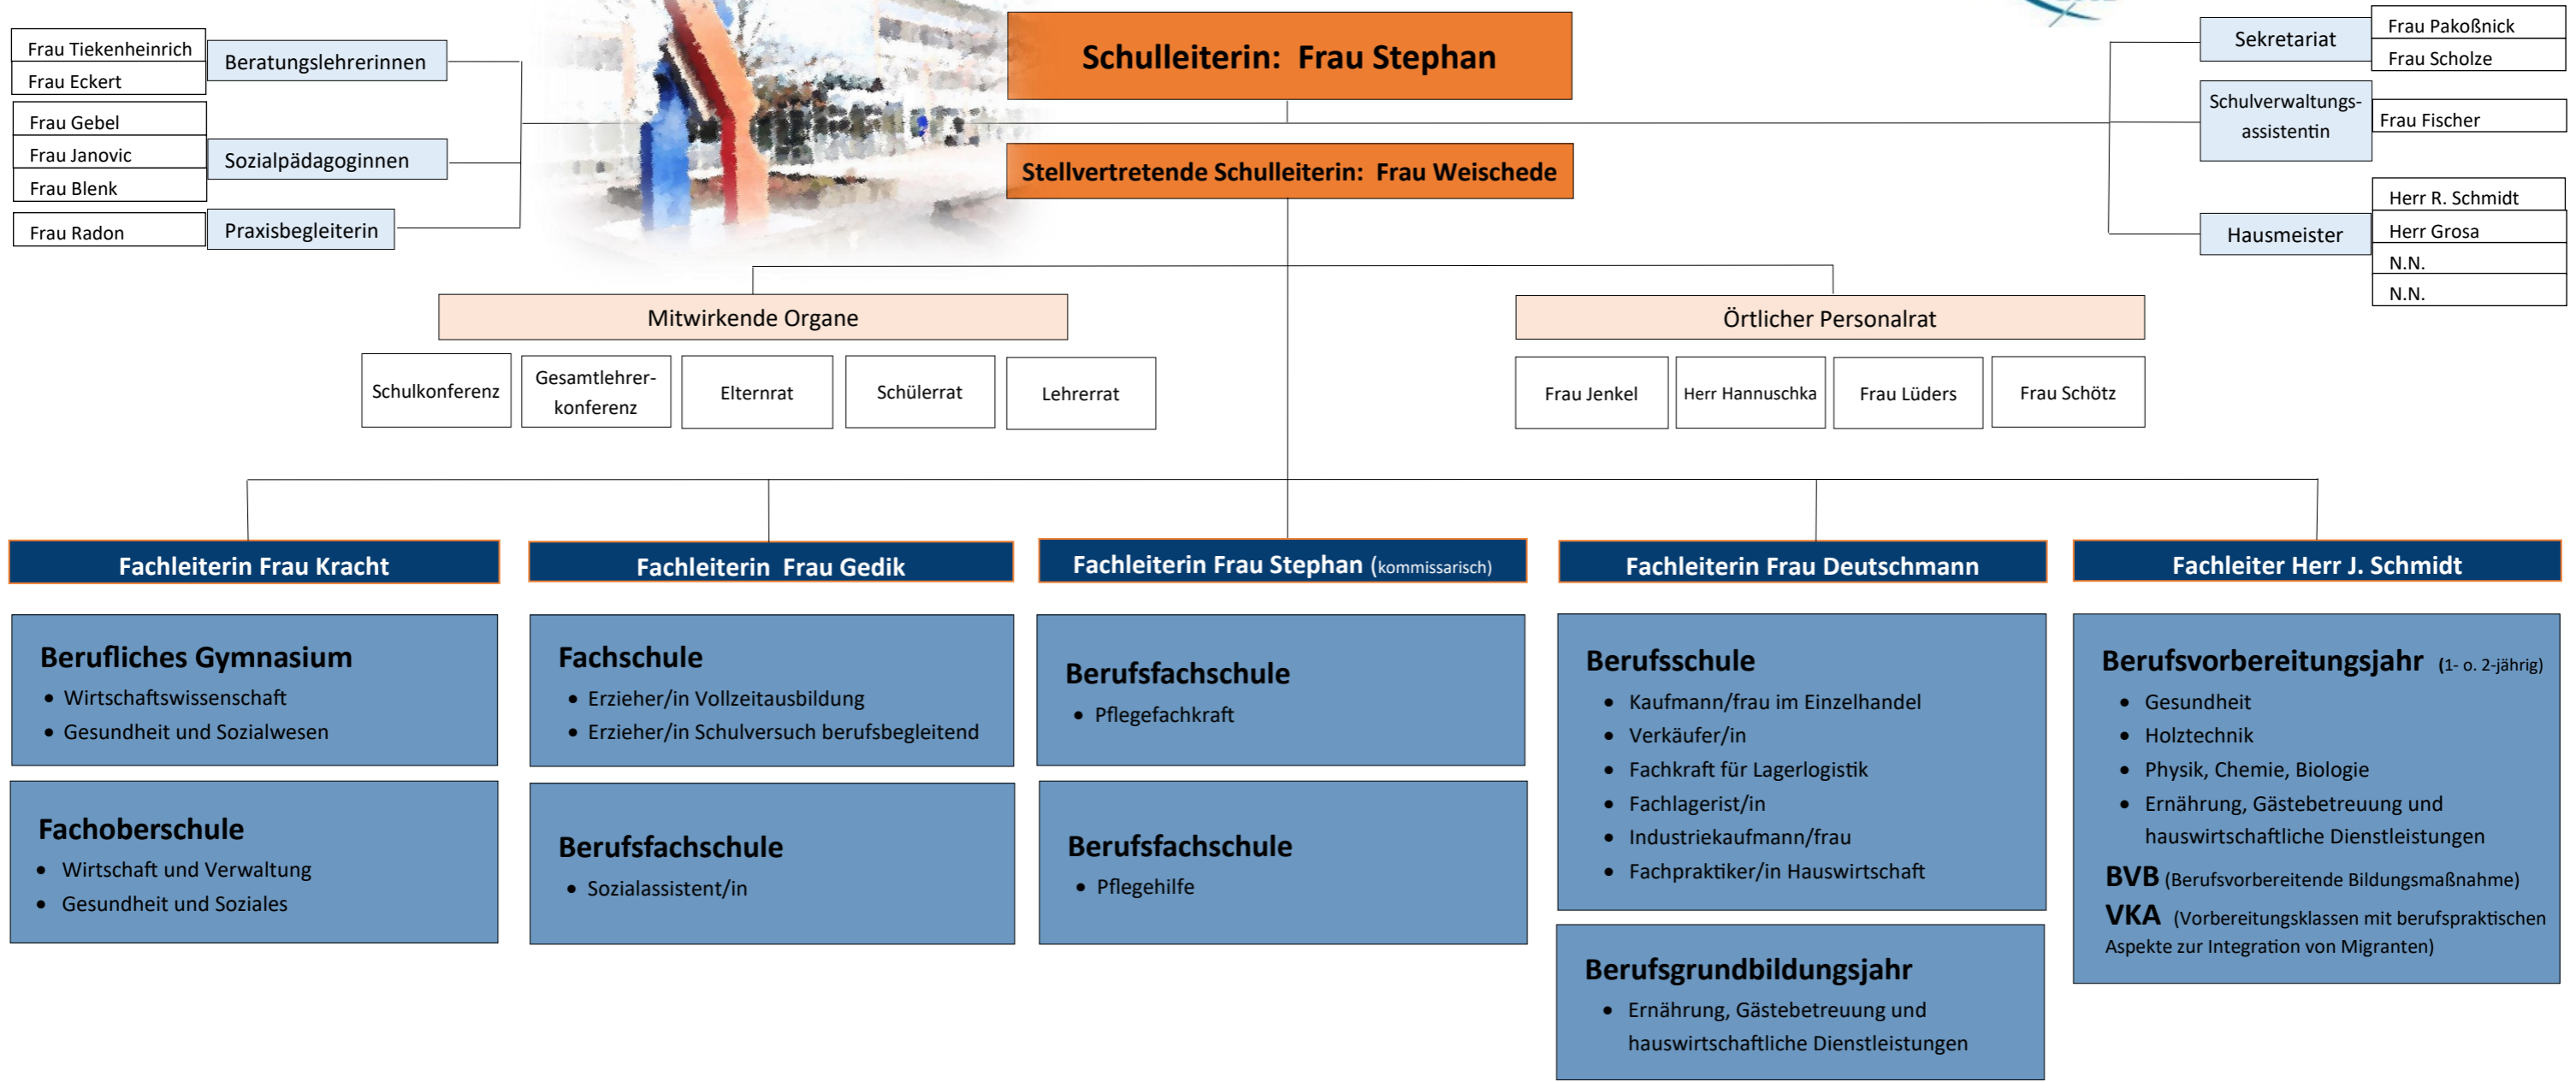 Schulleiterin: Frau Stephan
Stellvertretende Schulleiterin: Frau Weischede
Frau Tiekenheinrich
Frau Eckert
Beratungslehrerinnen
Frau Gebel
Frau Janovic
Frau Blenk
Sozialpädagoginnen
Frau Radon
Praxisbegleiterin
Sekretariat
Frau Pakoßnick
Frau Scholze
Schulverwaltungs-
assistentin
Frau Fischer
Hausmeister
Herr R. Schmidt
Herr Grosa
N.N.
N.N.
Mitwirkende Organe
Schulkonferenz
Gesamtlehrer-
konferenz
Elternrat
Schülerrat
Lehrerrat
Örtlicher Personalrat
Frau Jenkel
Herr Hannuschka
Frau Lüders
Frau Schötz
Fachleiterin Frau Kracht
Berufliches Gymnasium
• Wirtschaftswissenschaft
• Gesundheit und Sozialwesen
Fachoberschule
• Wirtschaft und Verwaltung
• Gesundheit und Soziales
Fachleiterin Frau Gedik
Fachschule
• Erzieher/in Vollzeitausbildung
• Erzieher/in Schulversuch berufsbegleitend
Berufsfachschule
• Sozialassistent/in
Fachleiterin Frau Stephan (kommissarisch)
Berufsfachschule
• Pflegefachkraft
Berufsfachschule
• Pflegehilfe
Fachleiterin Frau Deutschmann
Berufsschule
• Kaufmann/frau im Einzelhandel
• Verkäufer/in
• Fachkraft für Lagerlogistik
• Fachlagerist/in
• Industriekaufmann/frau
• Fachpraktiker/in Hauswirtschaft
Berufsgrundbildungsjahr
• Ernährung, Gästebetreuung und
hauswirtschaftliche Dienstleistungen
Fachleiter Herr J. Schmidt
Berufsvorbereitungsjahr (1- o. 2-jährig)
• Gesundheit
• Holztechnik
• Physik, Chemie, Biologie
• Ernährung, Gästebetreuung und
hauswirtschaftliche Dienstleistungen
BVB (Berufsvorbereitende Bildungsmaßnahme)
VKA (Vorbereitungsklassen mit berufspraktischen
Aspekte zur Integration von Migranten)